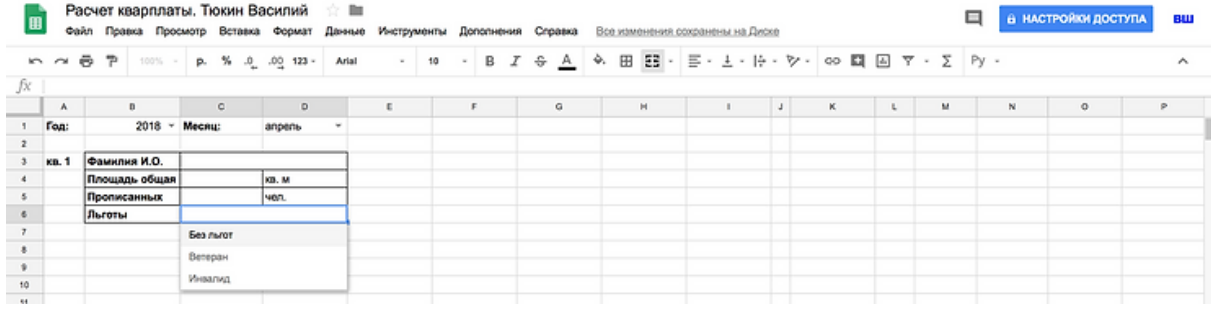 Расчет кварплаты. Тюкин Василий
Файл Правка Просмотр Вставка Формат Данные Инструменты Дополнения Справка Все изменения сохранены на Диске
НАСТРОЙКИ ДОСТУПА
ВШ
100% р. % .0 .00 123 Arial 10 B I S A Σ Py
fx
A B C D E F G H I J K L M N O P
1 Год: 2018 Месяц: апрель
2
3 кв. 1 Фамилия И.О.
4 Площадь общая кв. м
5 Прописанных чел.
6 Льготы
7 Без льгот
8 Ветеран
9 Инвалид
10
11